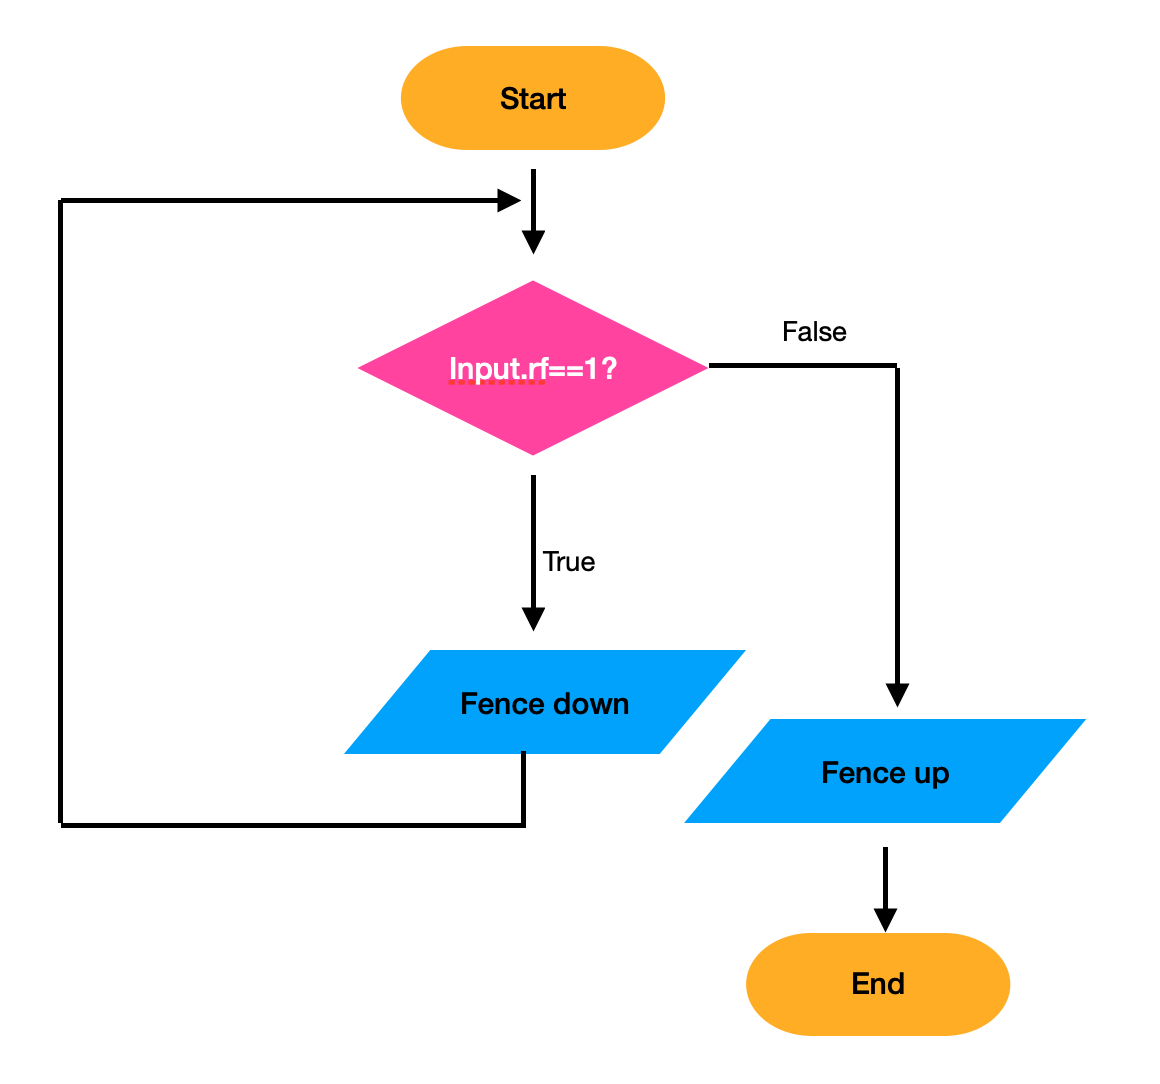 Start
Input.rf==1?
False
True
Fence down
Fence up
End